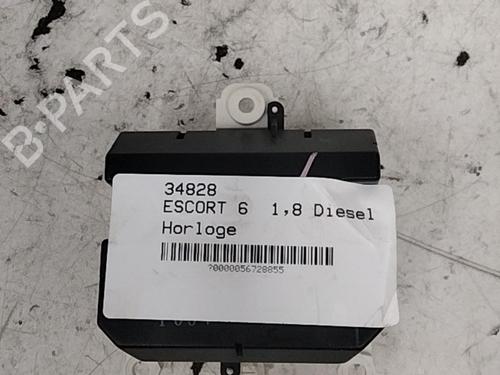 B-PARTS
34828
ESCORT 6 1,8 Diesel
Horloge
?0000056728855